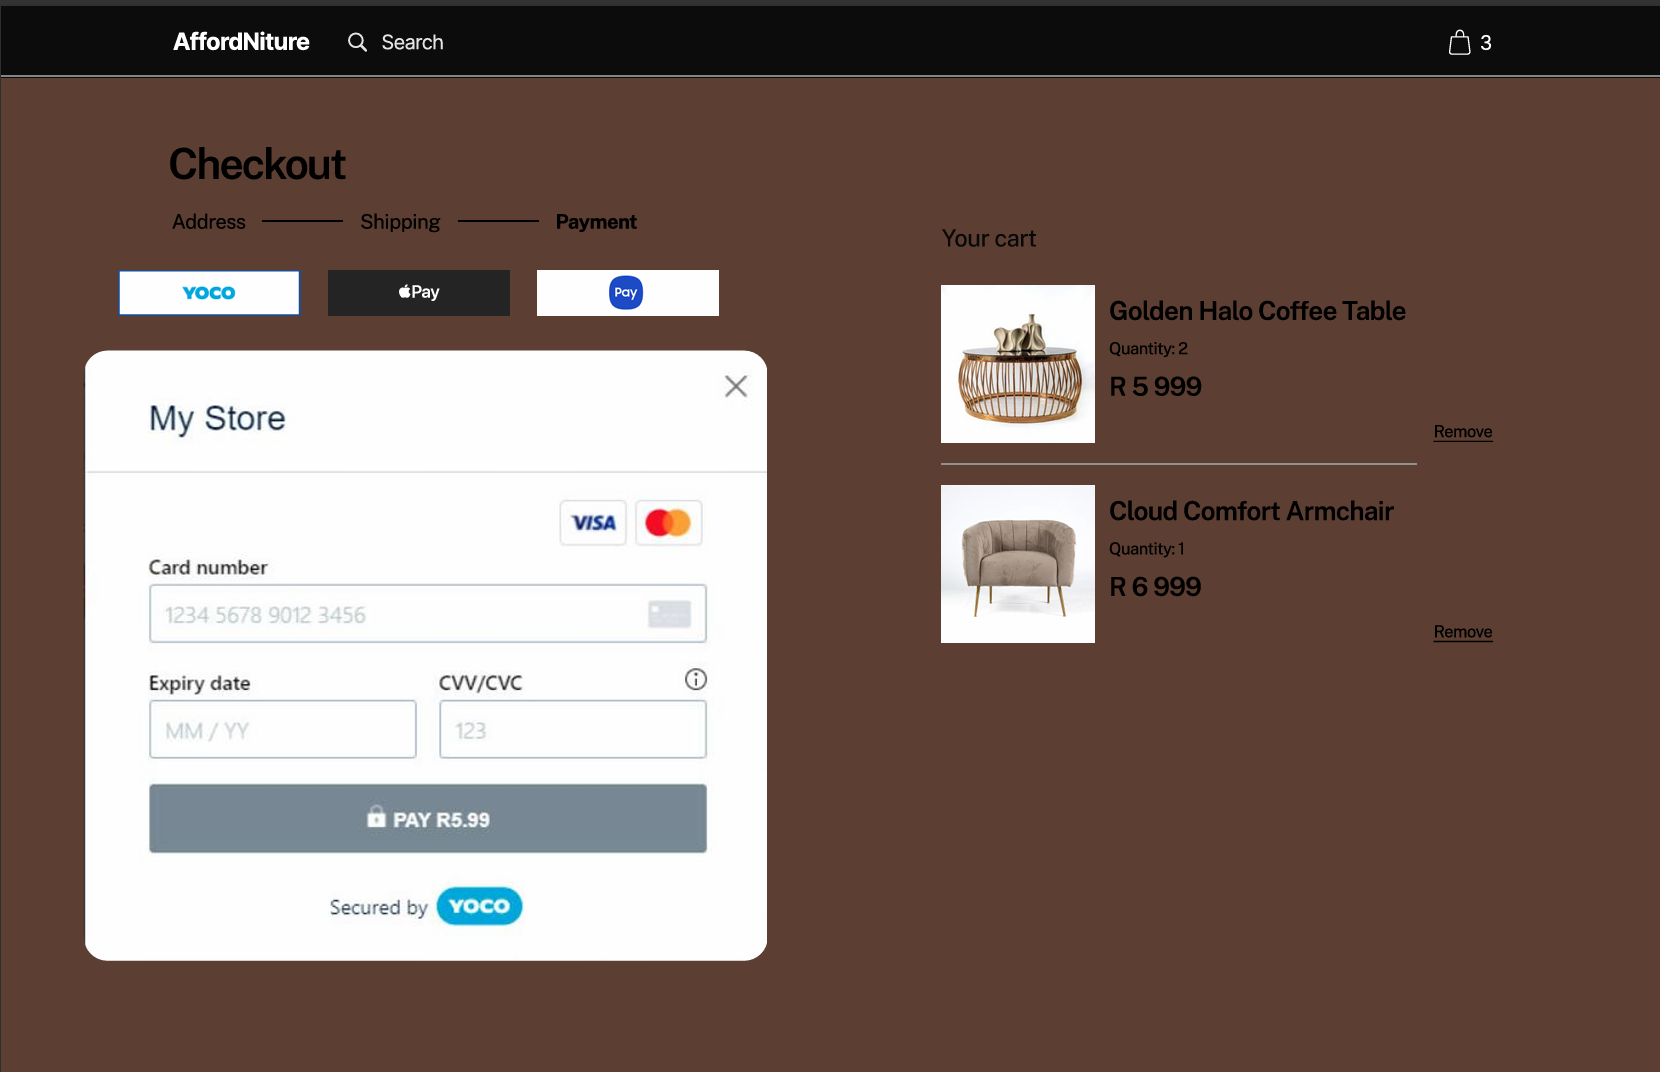 AffordNiture
Search
3
Checkout
Address
Shipping
Payment
YOCO
Pay
Pay
My Store
VISA
Card number
1234 5678 9012 3456
Expiry date
CVV/CVC
MM / YY
123
PAY R5.99
Secured by YOCO
Your cart
Golden Halo Coffee Table
Quantity: 2
R 5 999
Remove
Cloud Comfort Armchair
Quantity: 1
R 6 999
Remove